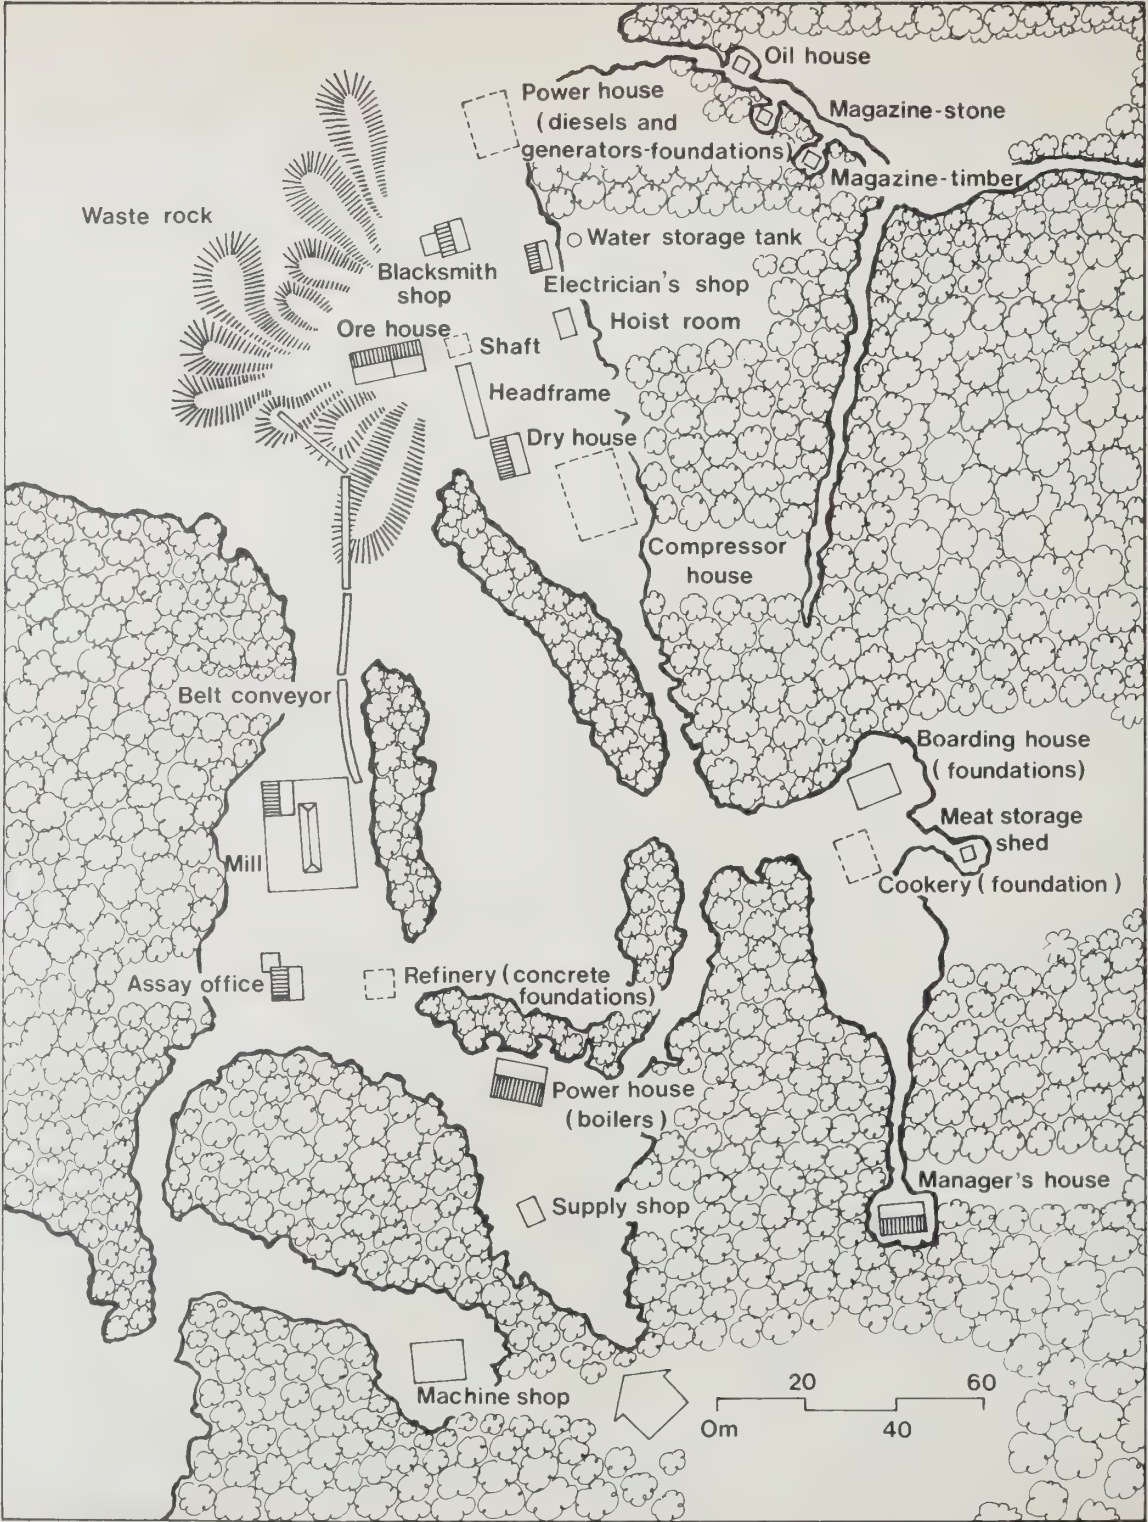 Oil house
Power house
(diesels and
generators-foundations)
Magazine-stone
Magazine-timber
Waste rock
Water storage tank
Blacksmith
shop
Electrician's shop
Hoist room
Ore house
Shaft
Headframe
Dry house
Compressor
house
Belt conveyor
Boarding house
(foundations)
Meat storage
shed
Mill
Cookery (foundation)
Assay office
Refinery (concrete
foundations)
Power house
(boilers)
Manager's house
Supply shop
Machine shop
20 60
0m 40